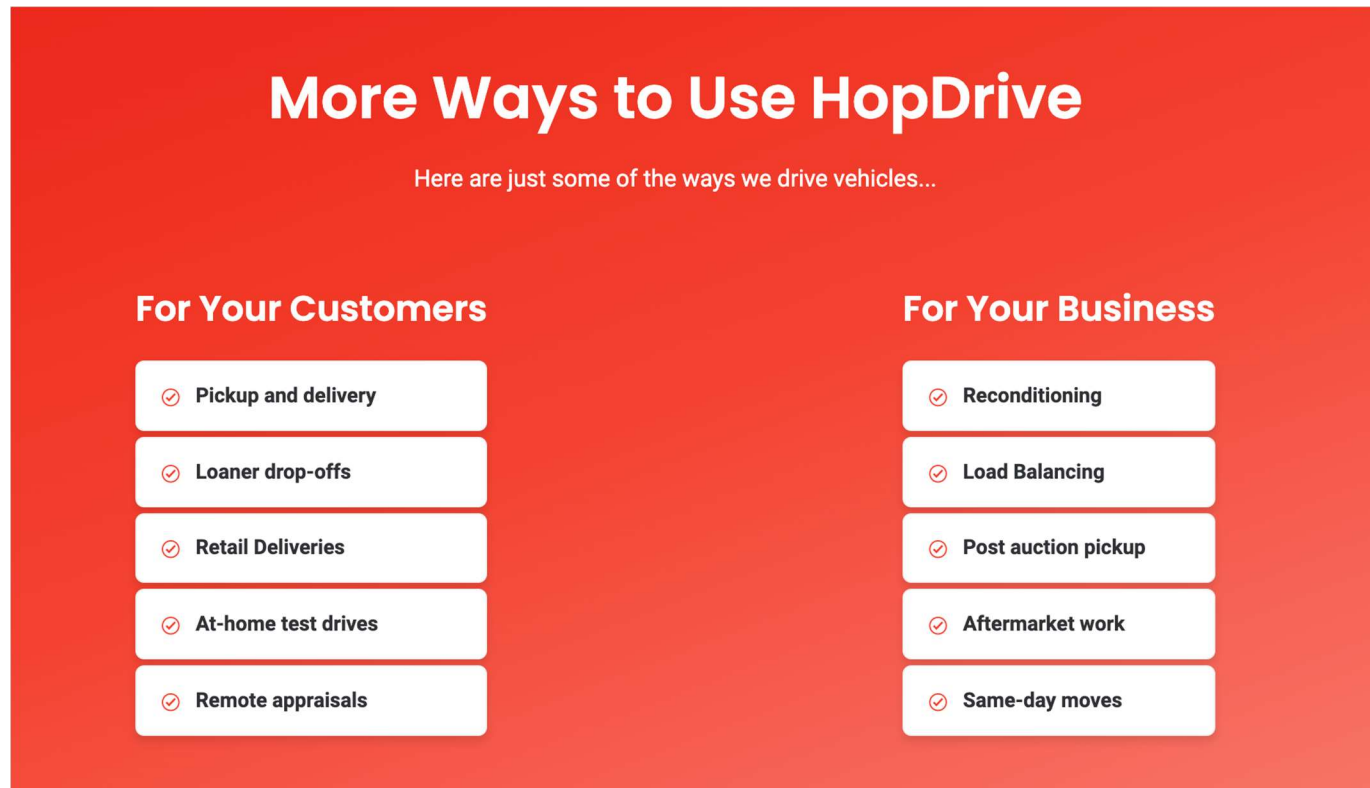 More Ways to Use HopDrive
Here are just some of the ways we drive vehicles...
For Your Customers
Pickup and delivery
Loaner drop-offs
Retail Deliveries
At-home test drives
Remote appraisals
For Your Business
Reconditioning
Load Balancing
Post auction pickup
Aftermarket work
Same-day moves